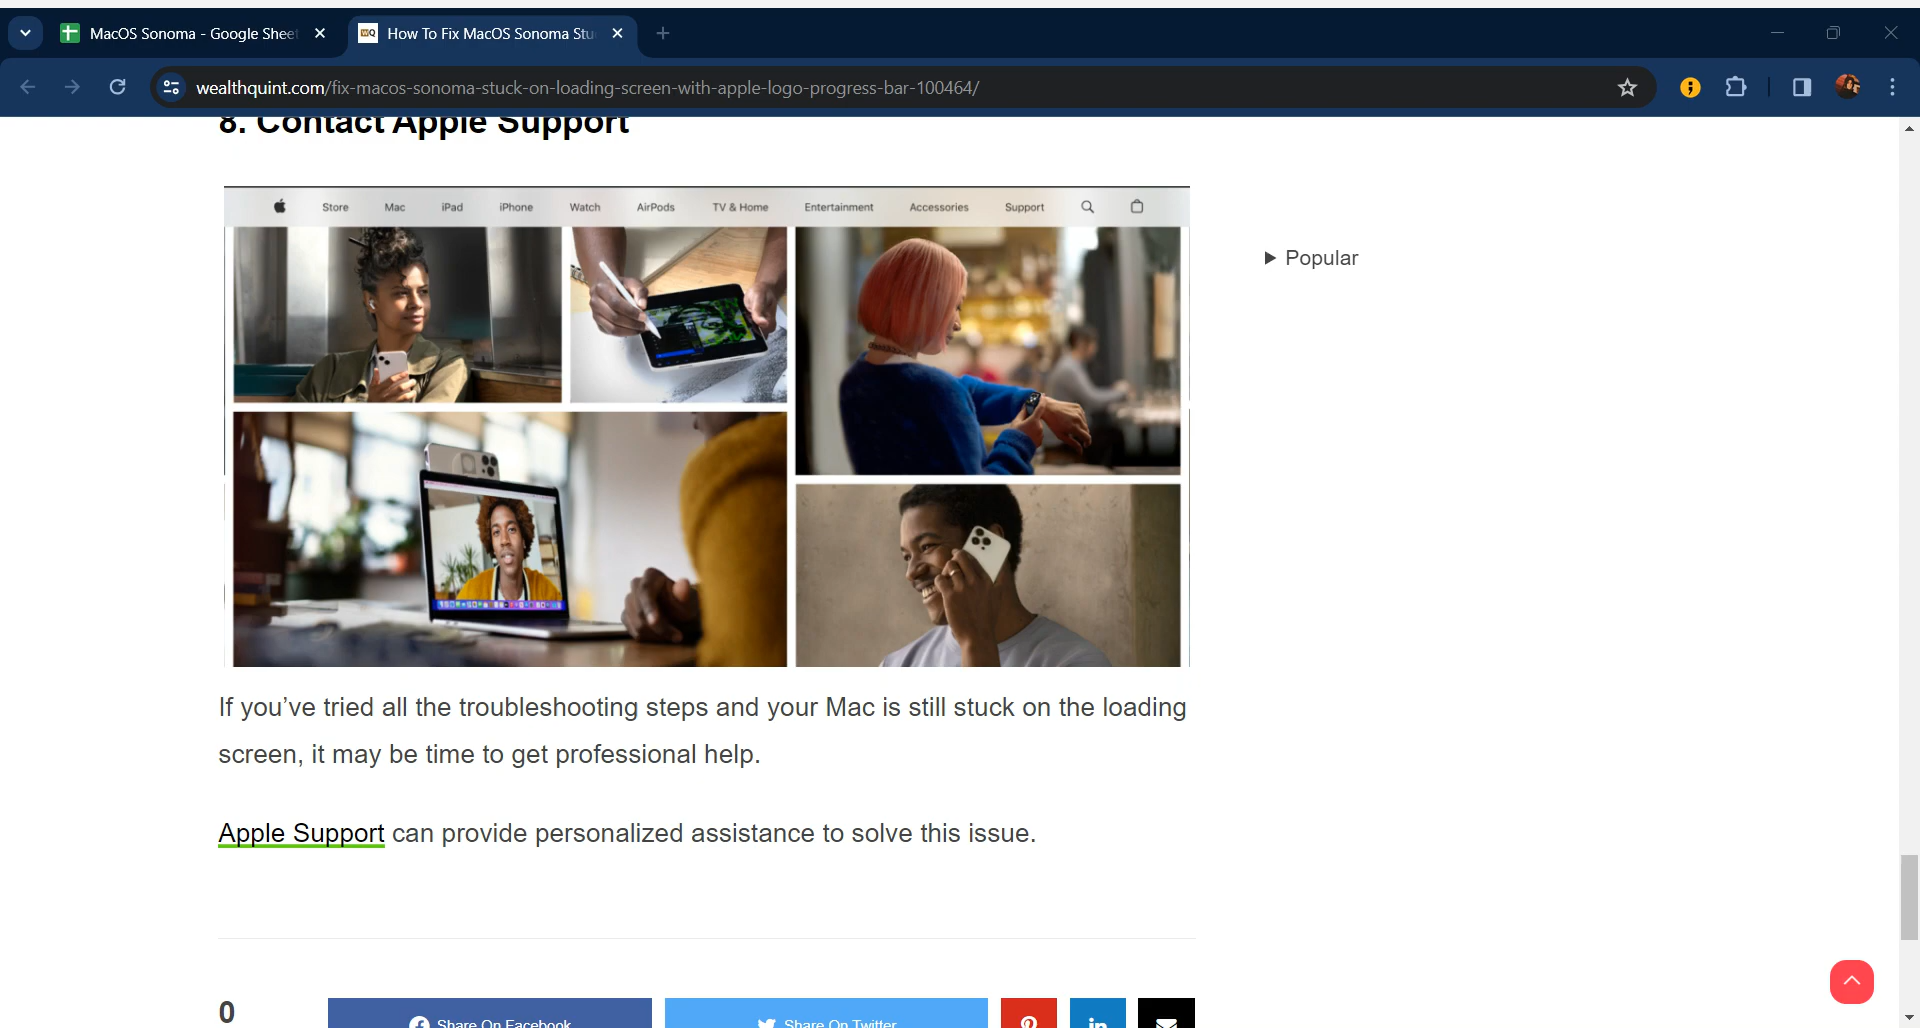 MacOS Sonoma - Google Sheet
How To Fix MacOS Sonoma Stu
wealthquint.com/fix-macos-sonoma-stuck-on-loading-screen-with-apple-logo-progress-bar-100464/
8. Contact Apple Support
Store Mac iPad iPhone Watch AirPods TV & Home Entertainment Accessories Support
Popular
If you’ve tried all the troubleshooting steps and your Mac is still stuck on the loading
screen, it may be time to get professional help.
Apple Support can provide personalized assistance to solve this issue.
0
Share On Facebook
Share On Twitter